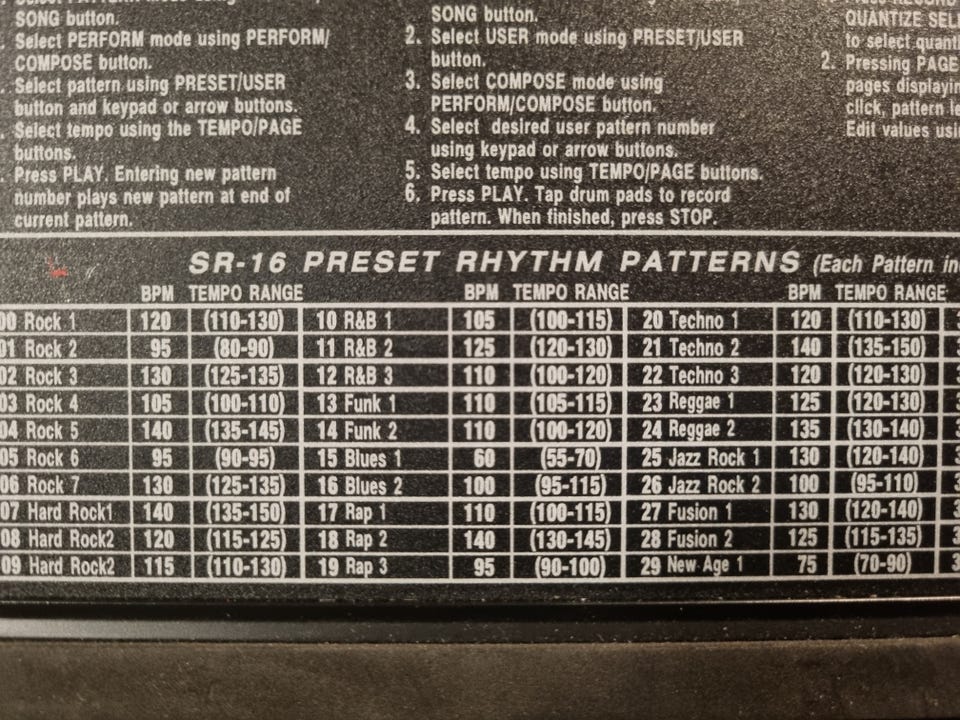 SONG button.
Select PERFORM mode using PERFORM/
COMPOSE button.
Select pattern using PRESET/USER
button and keypad or arrow buttons.
Select tempo using the TEMPO/PAGE
buttons.
Press PLAY. Entering new pattern
number plays new pattern at end of
current pattern.
SONG button.
2. Select USER mode using PRESET/USER
button.
3. Select COMPOSE mode using
PERFORM/COMPOSE button.
4. Select desired user pattern number
using keypad or arrow buttons.
5. Select tempo using TEMPO/PAGE buttons.
6. Press PLAY. Tap drum pads to record
pattern. When finished, press STOP.
QUANTIZE
to select
2. Pressing PAGE
pages
click, pattern
Edit values
SR-16 PRESET RHYTHM PATTERNS (Each Pattern
BPM TEMPO RANGE BPM TEMPO RANGE BPM TEMPO RANGE
00 Rock 1 120 (110-130) 10 R&B 1 105 (100-115) 20 Techno 1 120 (110-130) 3
01 Rock 2 95 (80-90) 11 R&B 2 125 (120-130) 21 Techno 2 140 (135-150) 3
02 Rock 3 130 (125-135) 12 R&B 3 110 (100-120) 22 Techno 3 120 (120-130) 3
03 Rock 4 105 (100-110) 13 Funk 1 110 (105-115) 23 Reggae 1 125 (120-130) 3
04 Rock 5 140 (135-145) 14 Funk 2 110 (100-120) 24 Reggae 2 135 (130-140) 3
05 Rock 6 95 (90-95) 15 Blues 1 60 (55-70) 25 Jazz Rock 1 130 (120-140) 3
06 Rock 7 130 (125-135) 16 Blues 2 100 (95-115) 26 Jazz Rock 2 100 (95-110) 3
07 Hard Rock1 140 (135-150) 17 Rap 1 110 (100-115) 27 Fusion 1 130 (120-140) 3
08 Hard Rock2 120 (115-125) 18 Rap 2 140 (130-145) 28 Fusion 2 125 (115-135) 3
09 Hard Rock2 115 (110-130) 19 Rap 3 95 (90-100) 29 New Age 1 75 (70-90) 3